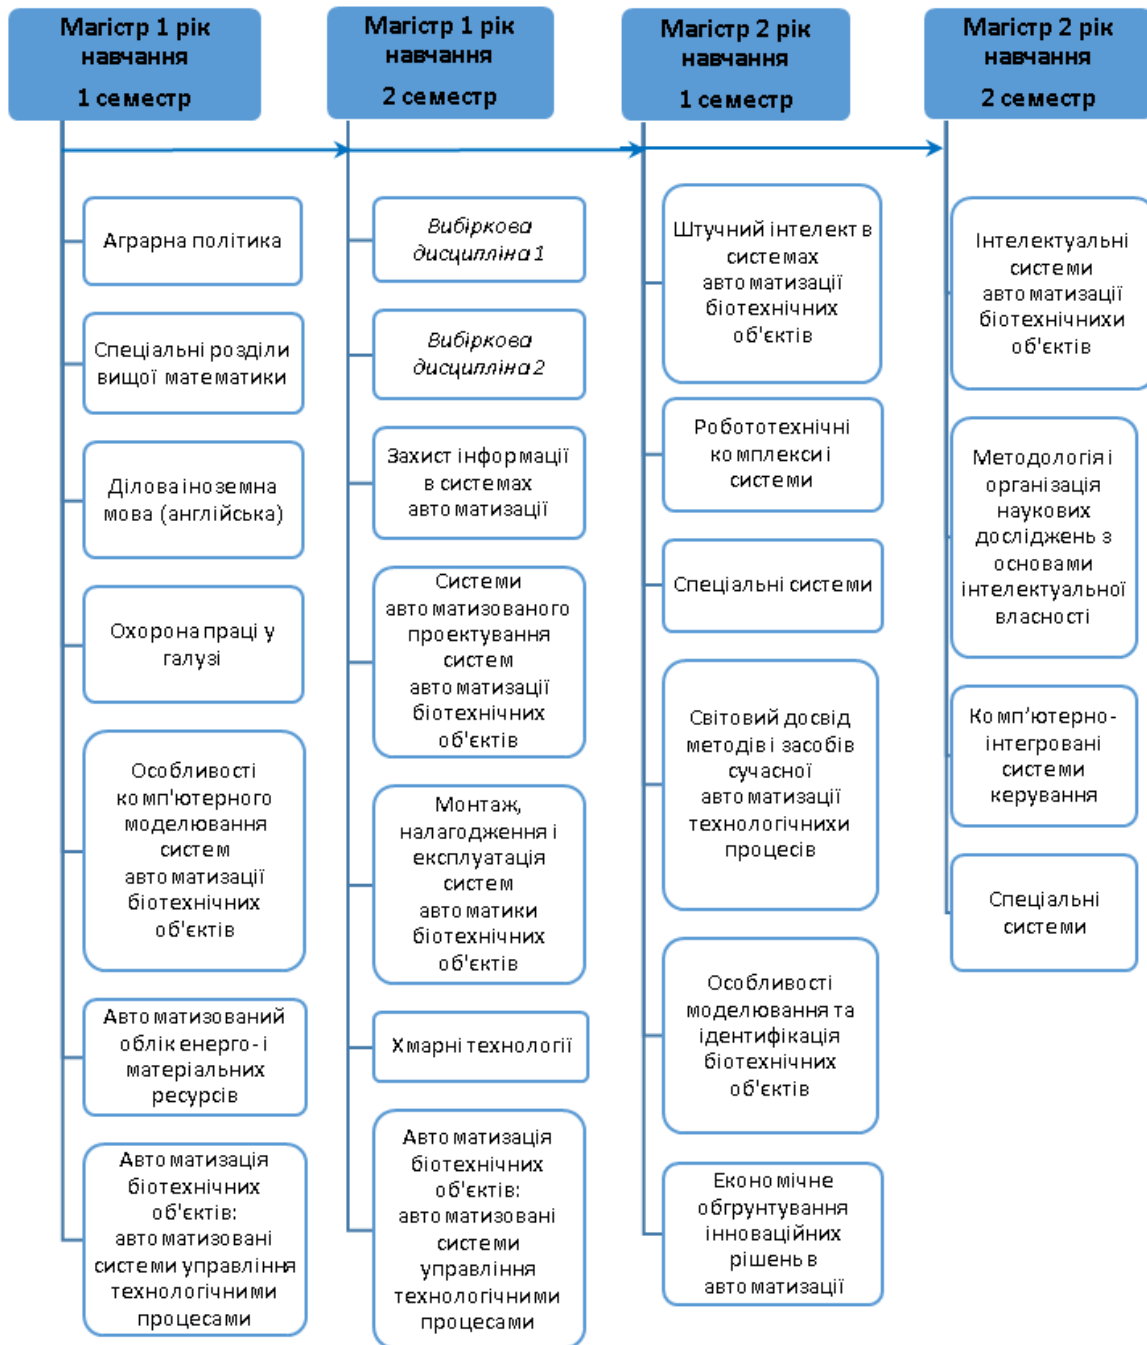 Магістр 1 рік
навчання
1 семестр
Магістр 1 рік
навчання
2 семестр
Магістр 2 рік
навчання
1 семестр
Магістр 2 рік
навчання
2 семестр
Аграрна політика
Спеціальні розділи
вищої математики
Ділова іноземна
мова (англійська)
Охорона праці у
галузі
Особливості
комп'ютерного
моделювання
систем
автоматизації
біотехнічних
об'єктів
Автоматизований
облік енерго- і
матеріальних
ресурсів
Автоматизація
біотехнічних
об'єктів:
автоматизовані
системи управління
технологічними
процесами
Вибіркова
дисципліна 1
Вибіркова
дисципліна 2
Захист інформації
в системах
автоматизації
Системи
автоматизованого
проектування
систем
автоматизації
біотехнічних
об'єктів
Монтаж,
налагодження і
експлуатація
систем
автоматики
біотехнічних
об'єктів
Хмарні технології
Автоматизація
біотехнічних
об'єктів:
автоматизовані
системи
управління
технологічними
процесами
Штучний інтелект в
системах
автоматизації
біотехнічних
об'єктів
Робототехнічні
комплекси і
системи
Спеціальні системи
Світовий досвід
методів і засобів
сучасної
автоматизації
технологічнихи
процесів
Особливості
моделювання та
ідентифікація
біотехнічних
об'єктів
Економічне
обгрунтування
інноваційних
рішень в
автоматизації
Інтелектуальні
системи
автоматизації
біотехнічнихи
об'єктів
Методологія і
організація
наукових
досліджень з
основами
інтелектуальної
власності
Комп'ютерно-
інтегровані
системи
керування
Спеціальні
системи